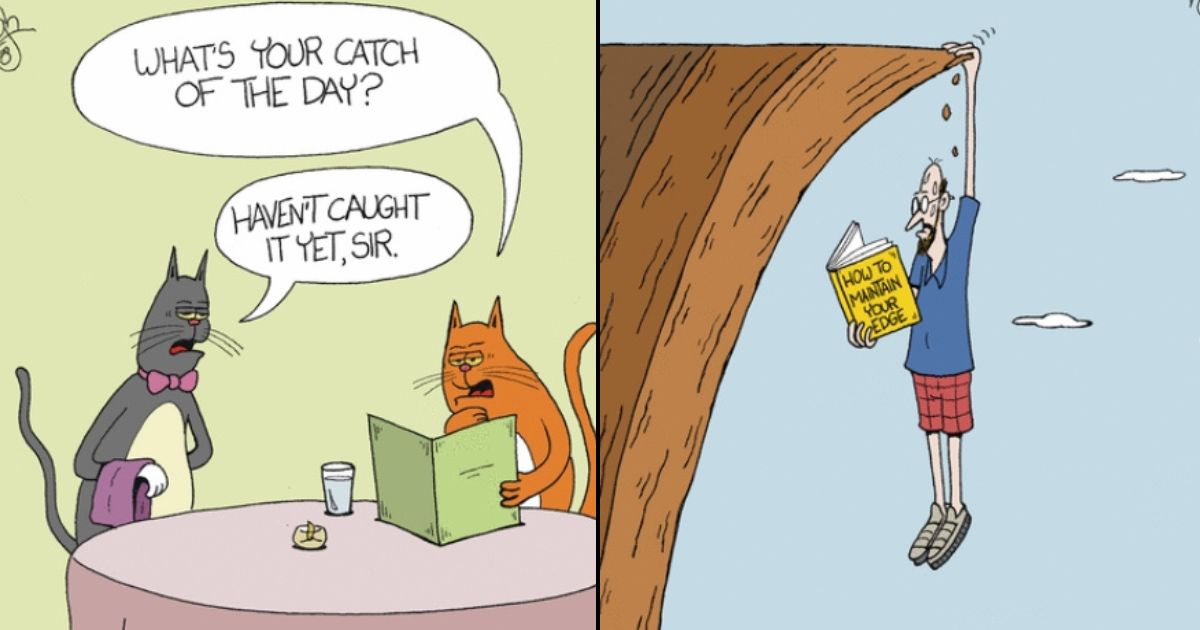 WHAT'S YOUR CATCH
OF THE DAY?
HAVEN'T CAUGHT
IT YET, SIR.
HOW TO
MAINTAIN
YOUR
EDGE